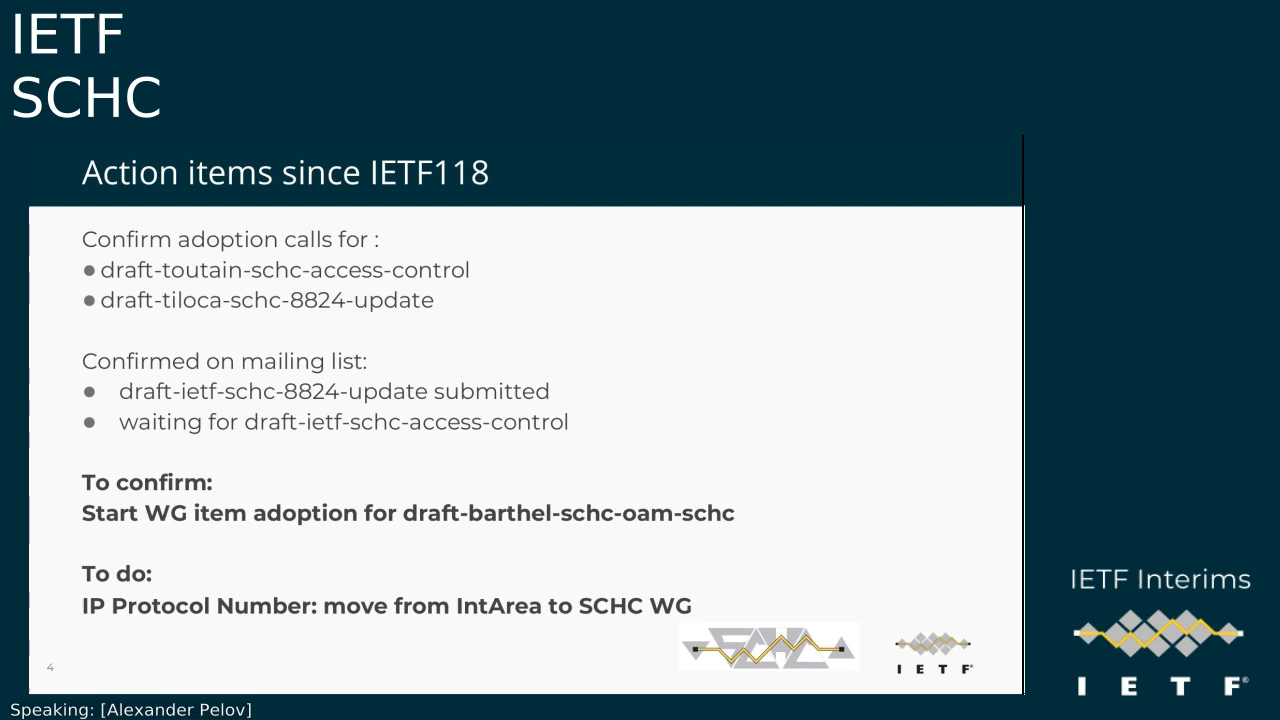 IETF
SCHC
Action items since IETF118
Confirm adoption calls for :
● draft-toutain-schc-access-control
● draft-tiloca-schc-8824-update
Confirmed on mailing list:
● draft-ietf-schc-8824-update submitted
● waiting for draft-ietf-schc-access-control
To confirm:
Start WG item adoption for draft-barthel-schc-oam-schc
To do:
IP Protocol Number: move from IntArea to SCHC WG
SCHC
I E T F
4
IETF Interims
I E T F®
Speaking: [Alexander Pelov]